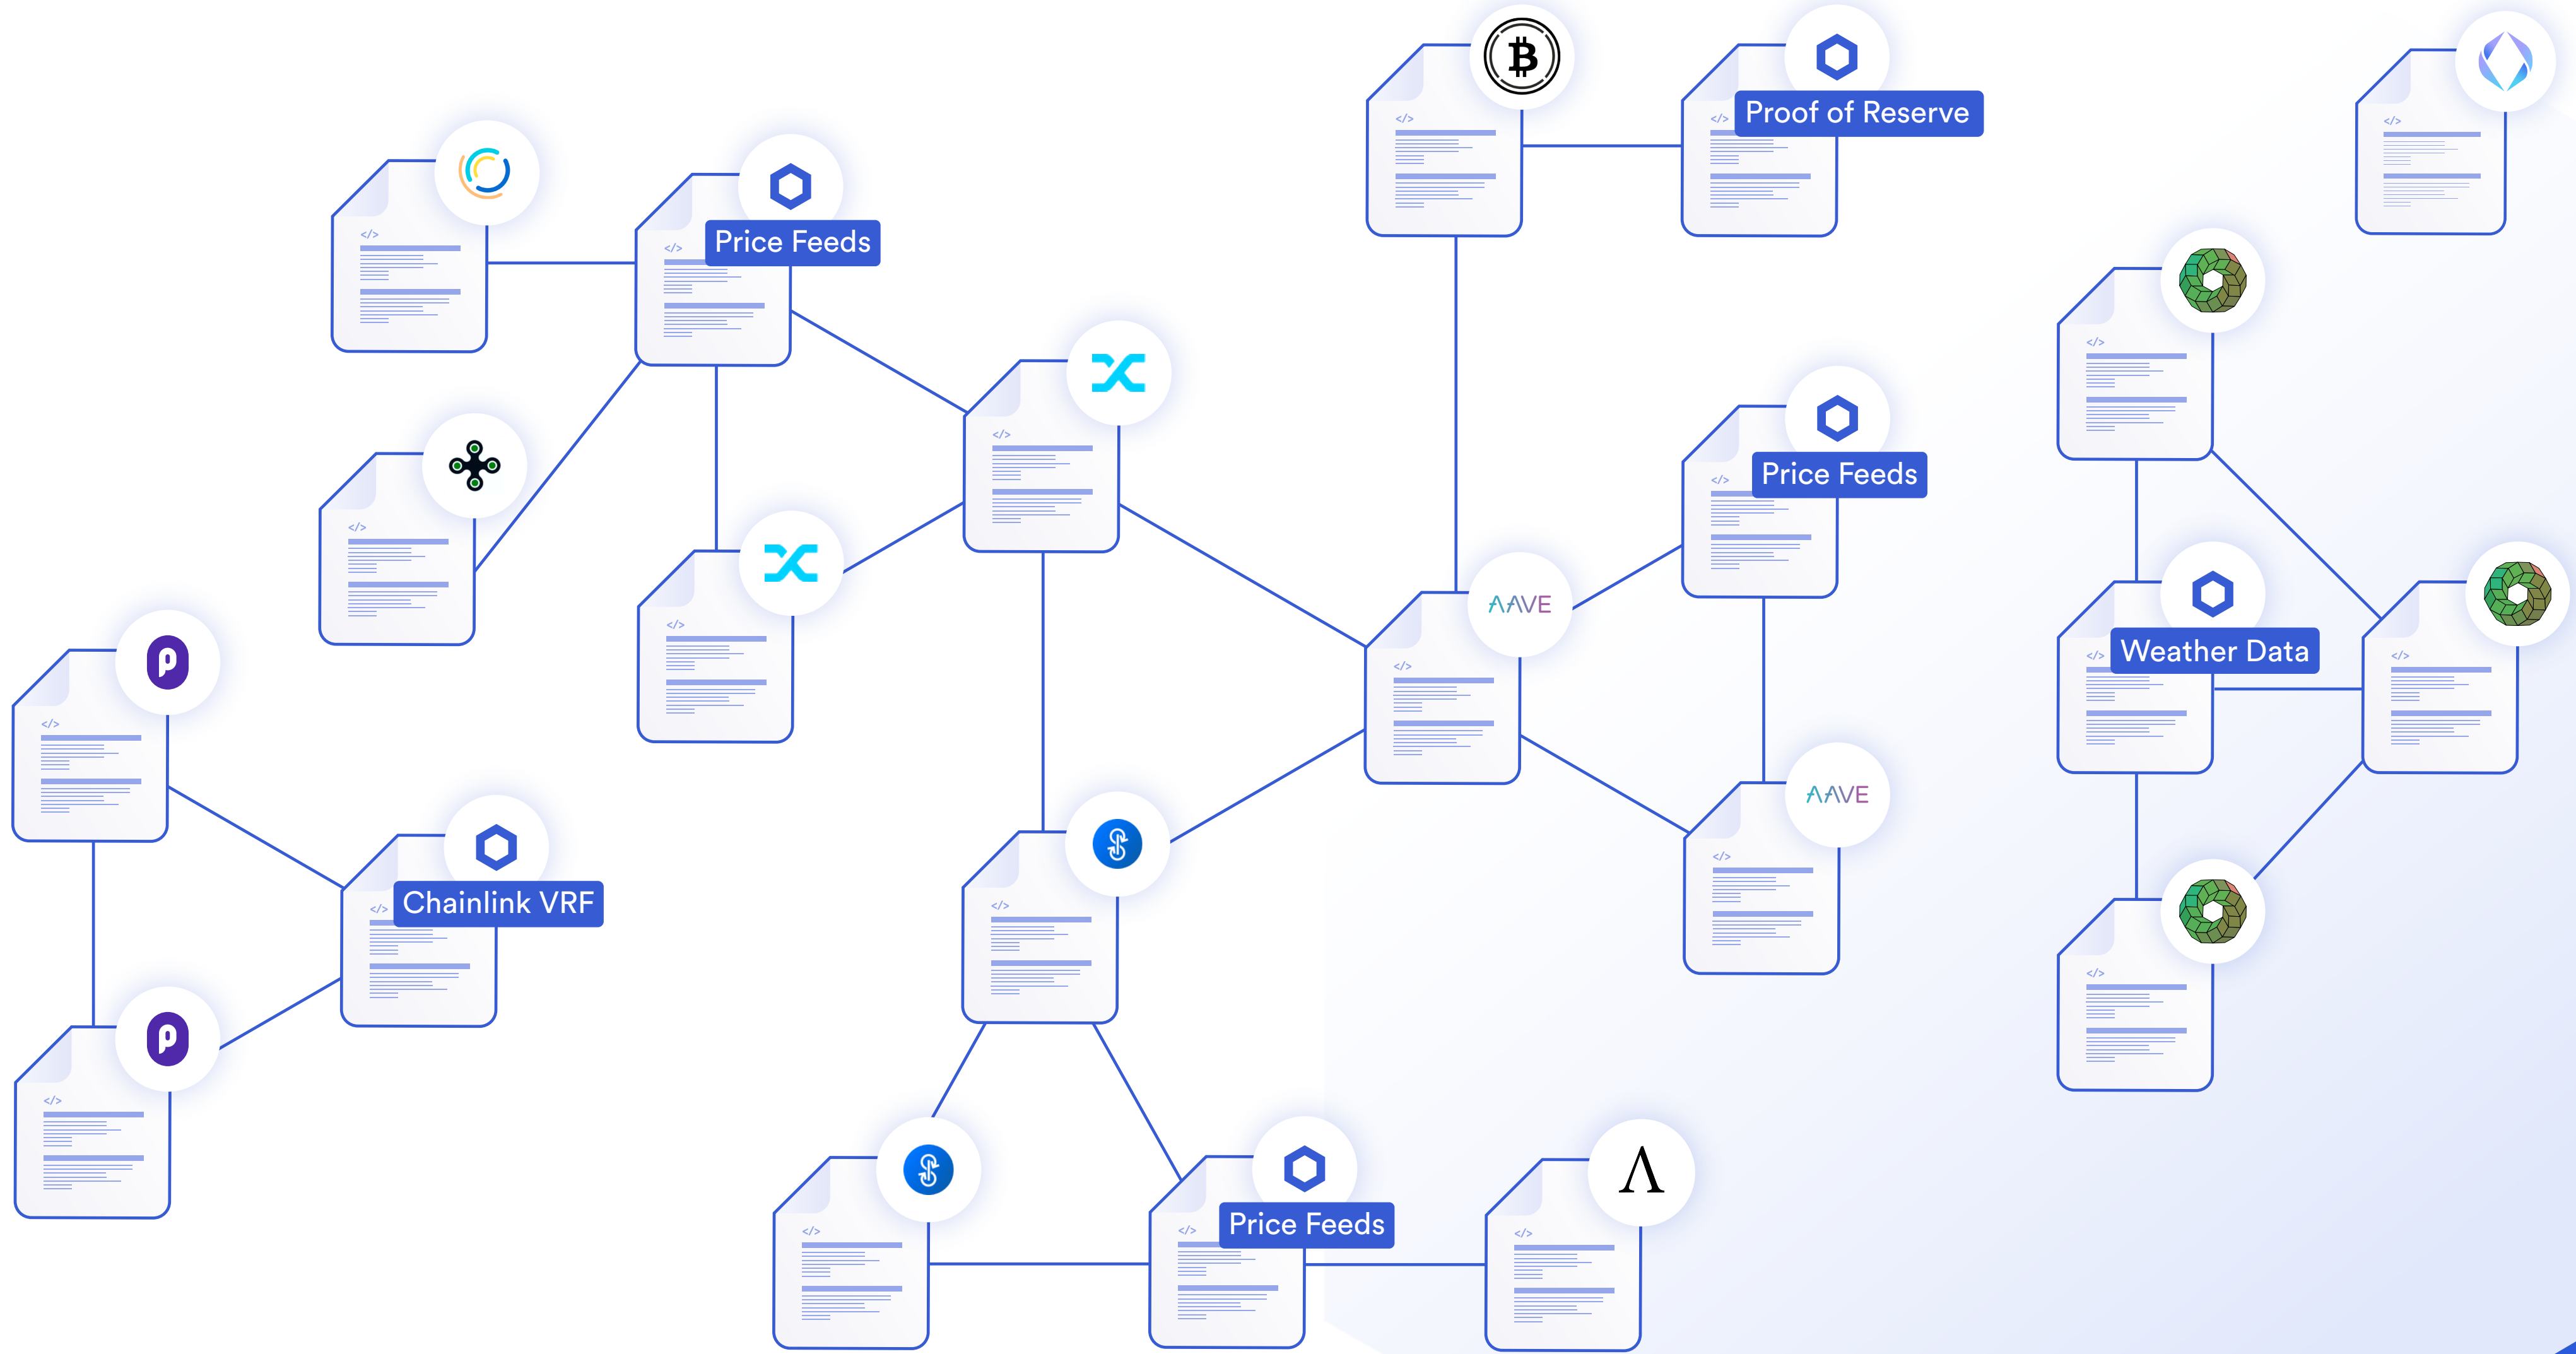 Proof of Reserve
</>
</>
</>
Price Feeds
</>
</>
</>
</>
Price Feeds
</>
</>
AAVE
</>
</>
Weather Data
</>
</>
</>
</>
AAVE
</>
Chainlink VRF
</>
</>
</>
</>
Price Feeds
</>
</>
</>